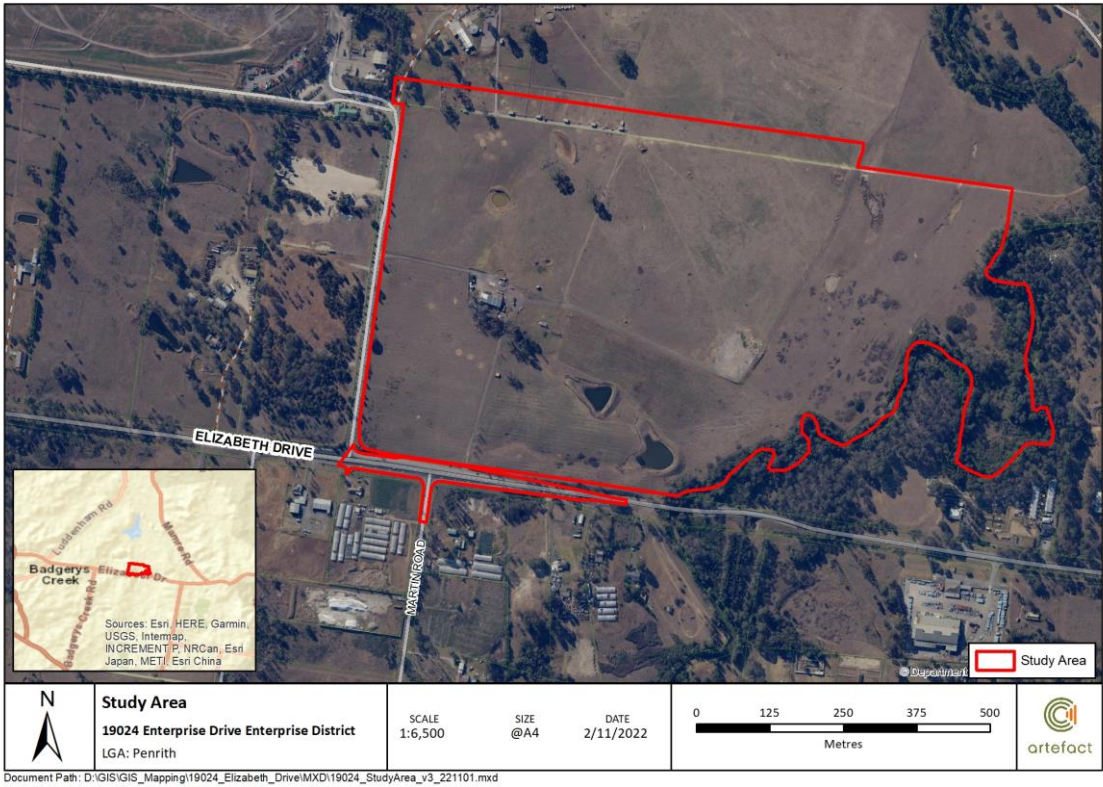 ELIZABETH DRIVE
MARTIN ROAD
Luddenham Rd
Mamre Rd
Badgerys
Creek
Elizabeth Dr
Badgerys Creek Rd
Sources: Esri, HERE, Garmin,
USGS, Intermap,
INCREMENT P, NRCan, Esri
Japan, METI, Esri China
© Department
Study Area
N
Study Area
19024 Enterprise Drive Enterprise District
LGA: Penrith
SCALE
1:6,500
SIZE
@A4
DATE
2/11/2022
0 125 250 375 500
Metres
artefact
Document Path: D:\GIS\GIS_Mapping\19024_Elizabeth_Drive\MXD\19024_StudyArea_v3_221101.mxd